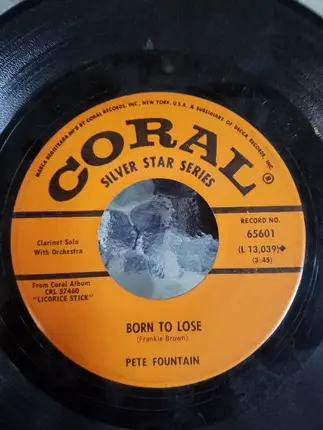 MARCA REGISTRADA • MF'D BY CORAL RECORDS, INC., NEW YORK, U.S.A. A SUBSIDIARY OF DECCA RECORDS, INC.
CORAL®
SILVER STAR SERIES
RECORD NO.
65601
(L 13,039)◆
(3:45)
Clarinet Solo
With Orchestra
From Coral Album
CRL 57460
"LICORICE STICK"
BORN TO LOSE
(Frankie Brown)
PETE FOUNTAIN